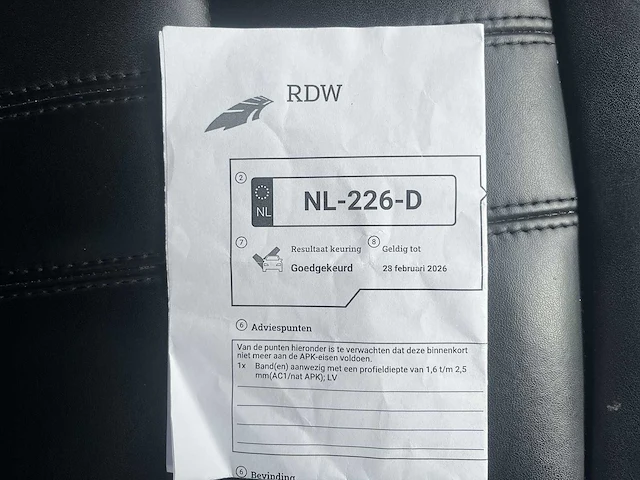 RDW
2
NL
NL-226-D
7 Resultaat keuring 8 Geldig tot
Goedgekeurd 28 februari 2026
6 Adviespunten
Van de punten hieronder is te verwachten dat deze binnenkort
niet meer aan de APK-eisen voldoen.
1x Band(en) aanwezig met een profieldiepte van 1,6 t/m 2,5
mm(AC1/nat APK); LV
6 Bevinding